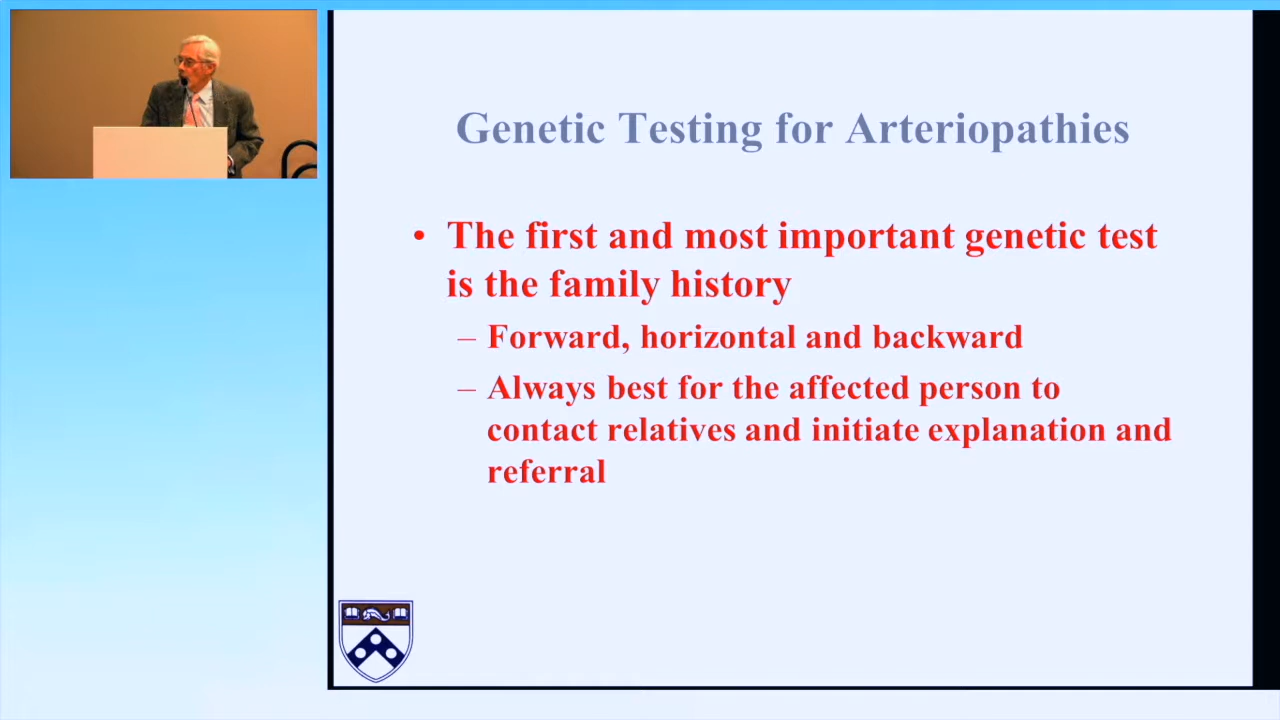 Genetic Testing for Arteriopathies
• The first and most important genetic test
is the family history
– Forward, horizontal and backward
– Always best for the affected person to
contact relatives and initiate explanation and
referral